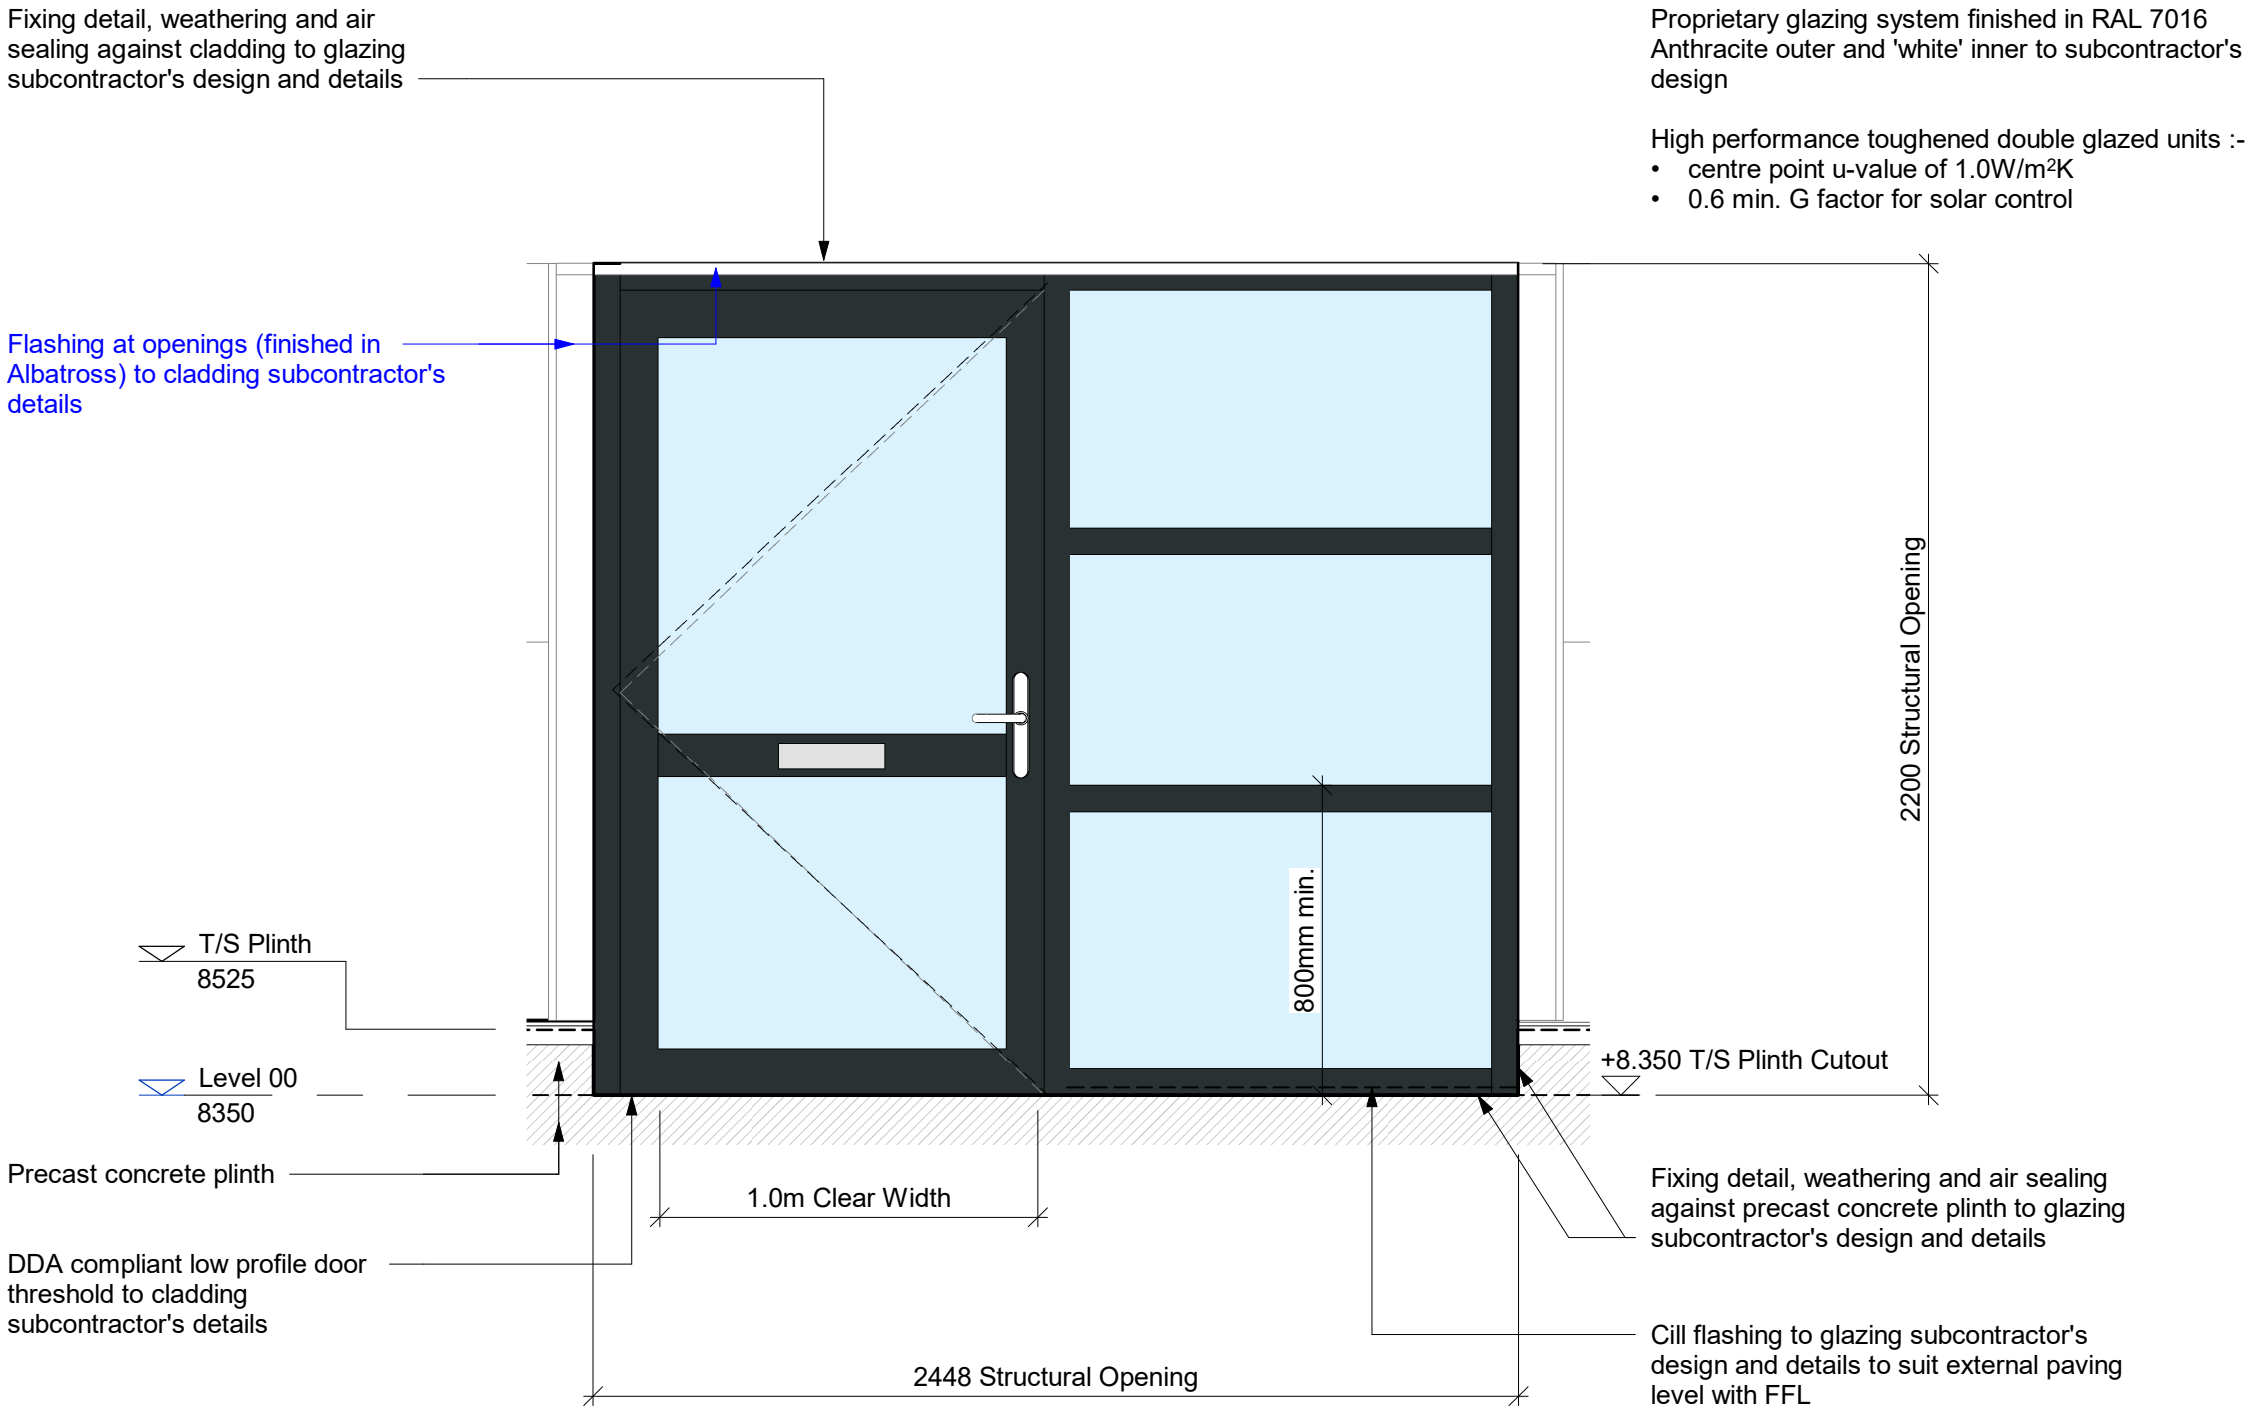 Fixing detail, weathering and air
sealing against cladding to glazing
subcontractor's design and details
Proprietary glazing system finished in RAL 7016
Anthracite outer and 'white' inner to subcontractor's
design
High performance toughened double glazed units :-
• centre point u-value of 1.0W/m²K
• 0.6 min. G factor for solar control
Flashing at openings (finished in
Albatross) to cladding subcontractor's
details
2200 Structural Opening
800mm min.
T/S Plinth
8525
Level 00
8350
+8.350 T/S Plinth Cutout
Precast concrete plinth
1.0m Clear Width
DDA compliant low profile door
threshold to cladding
subcontractor's details
Fixing detail, weathering and air sealing
against precast concrete plinth to glazing
subcontractor's design and details
2448 Structural Opening
Cill flashing to glazing subcontractor's
design and details to suit external paving
level with FFL